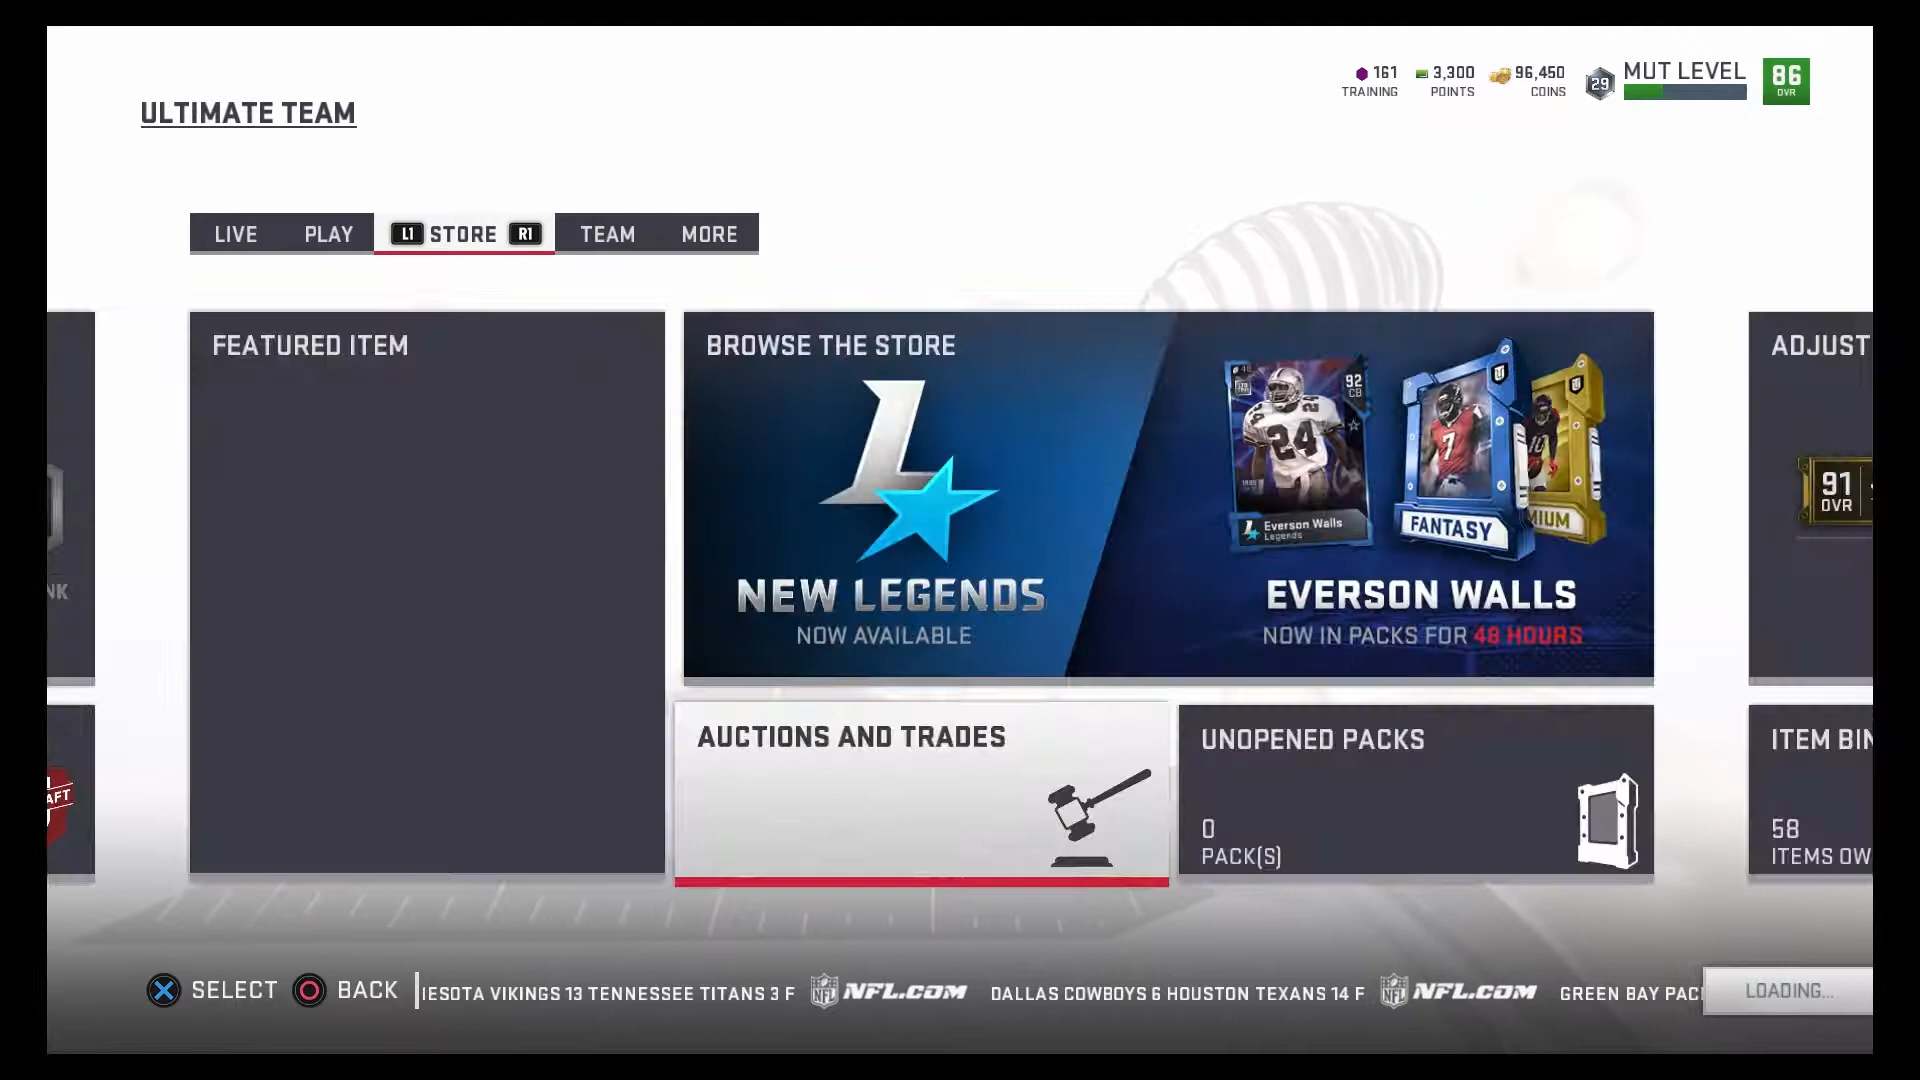 161
TRAINING
3,300
POINTS
96,450
COINS
29
MUT LEVEL
86
OVR
ULTIMATE TEAM
LIVE
PLAY
L1 STORE R1
TEAM
MORE
FEATURED ITEM
BROWSE THE STORE
NEW LEGENDS
NOW AVAILABLE
92
CB
24
Everson Walls
Legends
7
FANTASY
10
MIUM
EVERSON WALLS
NOW IN PACKS FOR 48 HOURS
ADJUST
91
OVR
NK
AFT
AUCTIONS AND TRADES
UNOPENED PACKS
0
PACK(S)
ITEM BIN
58
ITEMS OW
SELECT
BACK
IESOTA VIKINGS 13 TENNESSEE TITANS 3 F NFL NFL.COM DALLAS COWBOYS 6 HOUSTON TEXANS 14 F NFL NFL.COM GREEN BAY PAC
LOADING...